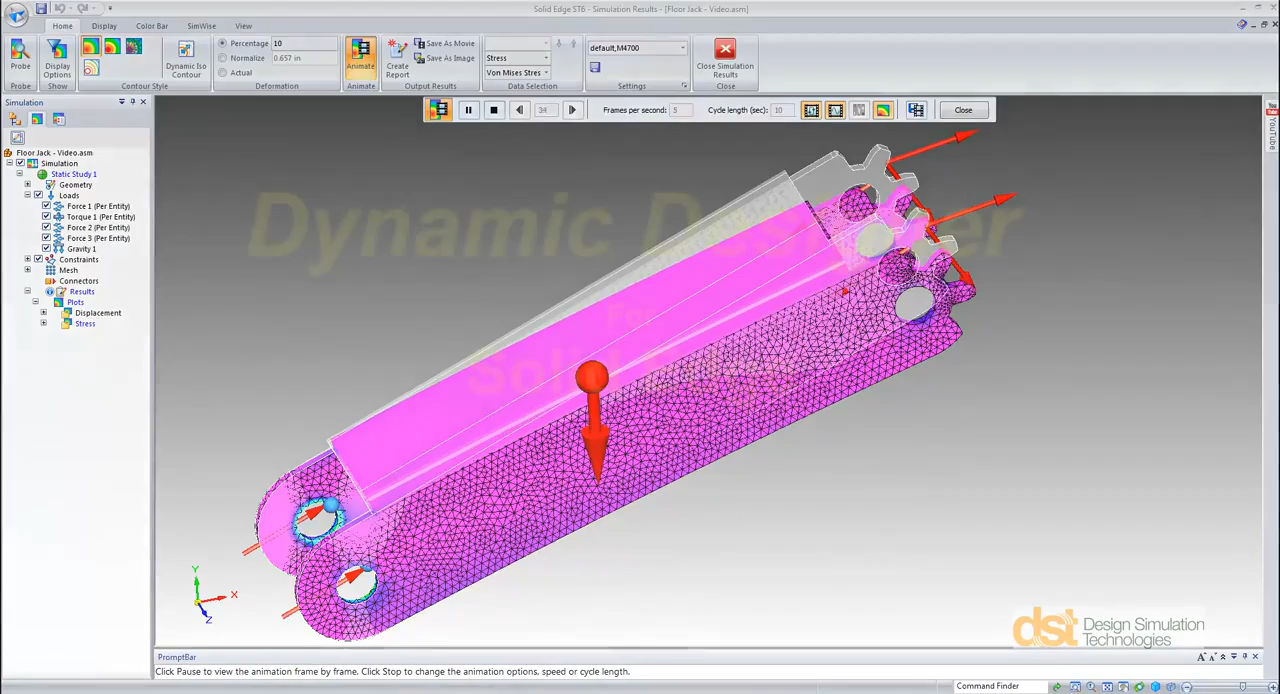 Solid Edge ST6 - Simulation Results - [Floor Jack - Video.asm]
Home Display Color Bar SimWise View
Probe
Display Options
Dynamic Iso Contour
Percentage 10
Normalize 0.657 in
Actual
Animate
Create Report
Save As Movie
Save As Image
Stress
Von Mises Stres
default,M4700
Close Simulation Results
Probe Show Contour Style Deformation Animate Output Results Data Selection Settings Close
Simulation
34 Frames per second: 5 Cycle length (sec): 10 Close
YouTube
Floor Jack - Video.asm
Simulation
Static Study 1
Geometry
Loads
Force 1 (Per Entity)
Torque 1 (Per Entity)
Force 2 (Per Entity)
Force 3 (Per Entity)
Gravity 1
Constraints
Mesh
Connectors
Results
Plots
Displacement
Stress
Dynamic Designer
For
Solid Edge
Y
X
Z
dst Design Simulation
Technologies
PromptBar
Click Pause to view the animation frame by frame. Click Stop to change the animation options, speed or cycle length.
Command Finder